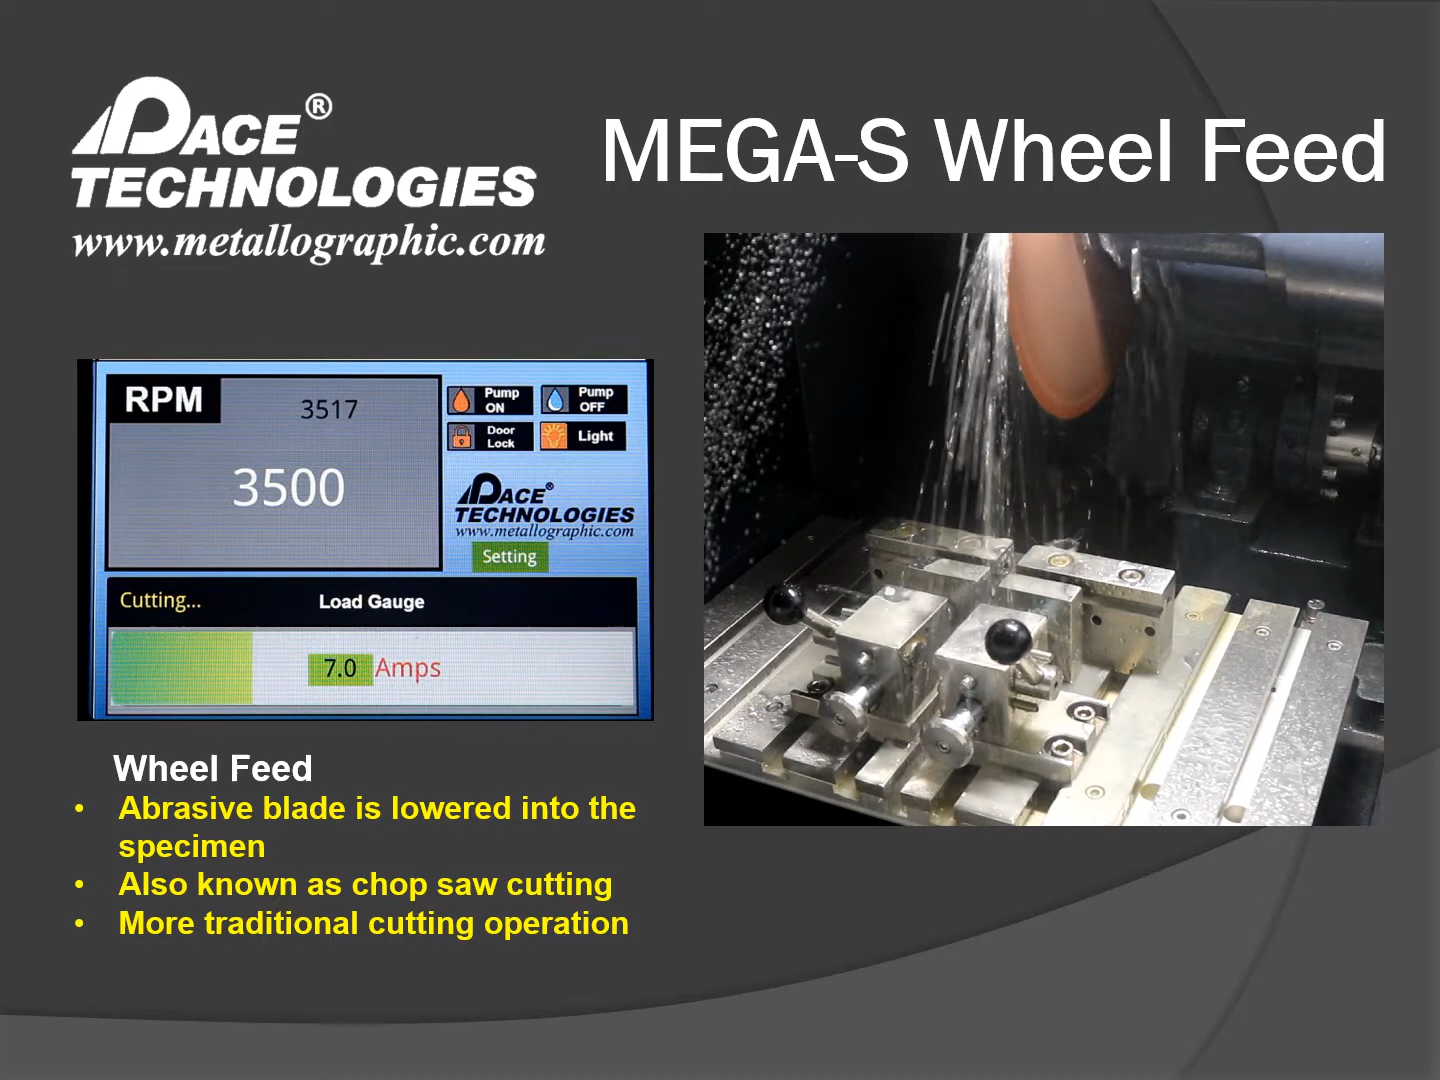 PACE®
TECHNOLOGIES
www.metallographic.com
MEGA-S Wheel Feed
RPM
3517
3500
Pump
ON
Pump
OFF
Door
Lock
Light
PACE®
TECHNOLOGIES
www.metallographic.com
Setting
Cutting...
Load Gauge
7.0 Amps
Wheel Feed
• Abrasive blade is lowered into the
specimen
• Also known as chop saw cutting
• More traditional cutting operation